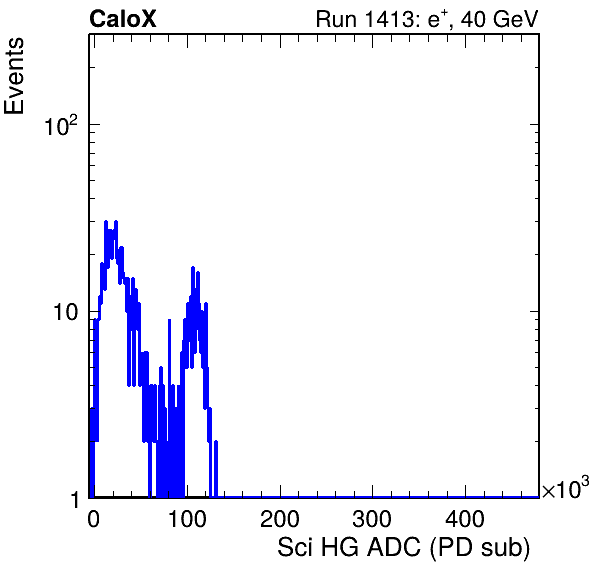 CaloX Run 1413: e⁺, 40 GeV
Events
10²
10
1
0 100 200 300 400 ×10³
Sci HG ADC (PD sub)